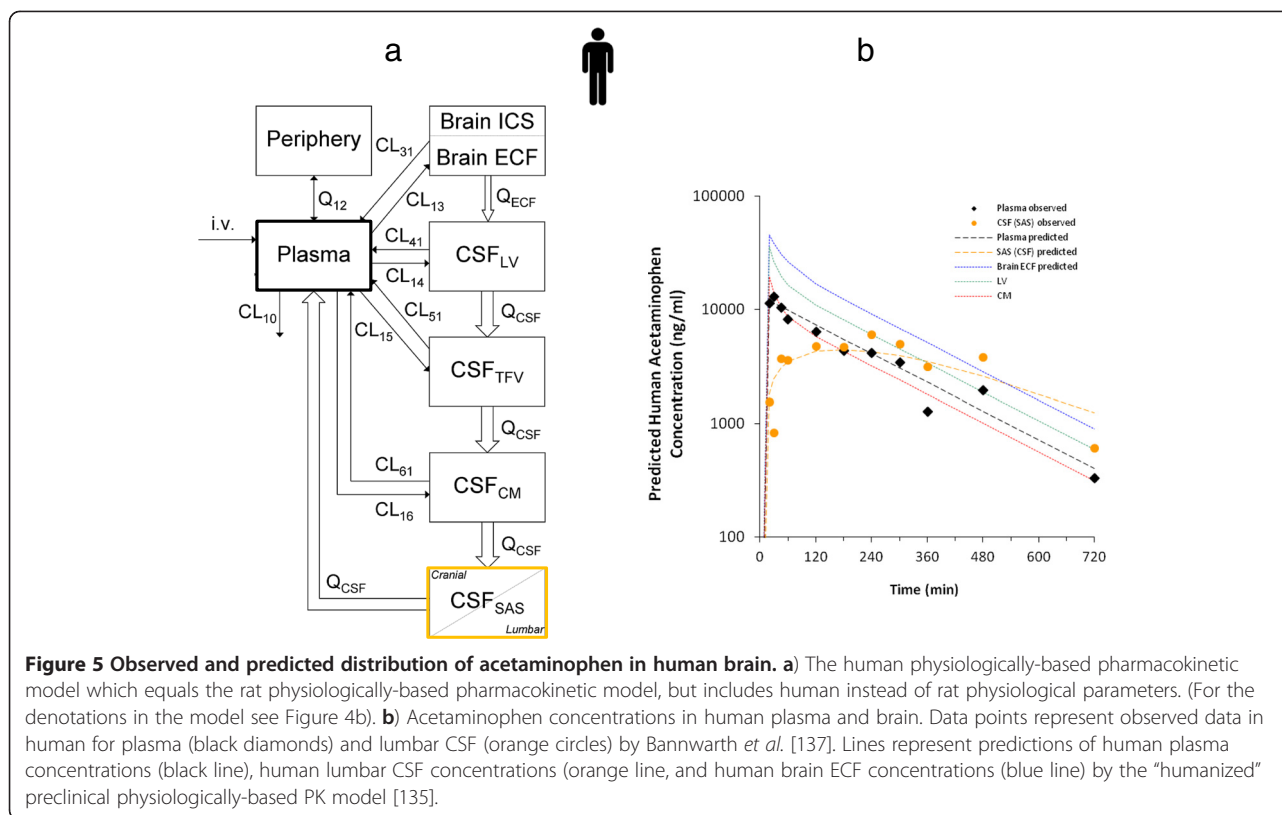 a
b
Periphery
Brain ICS
Brain ECF
CL31
CL13
Q12
QECF
i.v.
Plasma
CL41
CL14
CSFLV
CL10
CL51
CL15
QCSF
CSFTFV
QCSF
CL61
CL16
CSFCM
QCSF
QCSF
Cranial
CSFSAS
Lumbar
Predicted Human Acetaminophen
Concentration (ng/ml)
100000
10000
1000
100
0
120
240
360
480
600
720
Time (min)
Plasma observed
CSF (SAS) observed
Plasma predicted
SAS (CSF) predicted
Brain ECF predicted
LV
CM
Figure 5 Observed and predicted distribution of acetaminophen in human brain. a) The human physiologically-based pharmacokinetic
model which equals the rat physiologically-based pharmacokinetic model, but includes human instead of rat physiological parameters. (For the
denotations in the model see Figure 4b). b) Acetaminophen concentrations in human plasma and brain. Data points represent observed data in
human for plasma (black diamonds) and lumbar CSF (orange circles) by Bannwarth et al. [137]. Lines represent predictions of human plasma
concentrations (black line), human lumbar CSF concentrations (orange line, and human brain ECF concentrations (blue line) by the “humanized”
preclinical physiologically-based PK model [135].